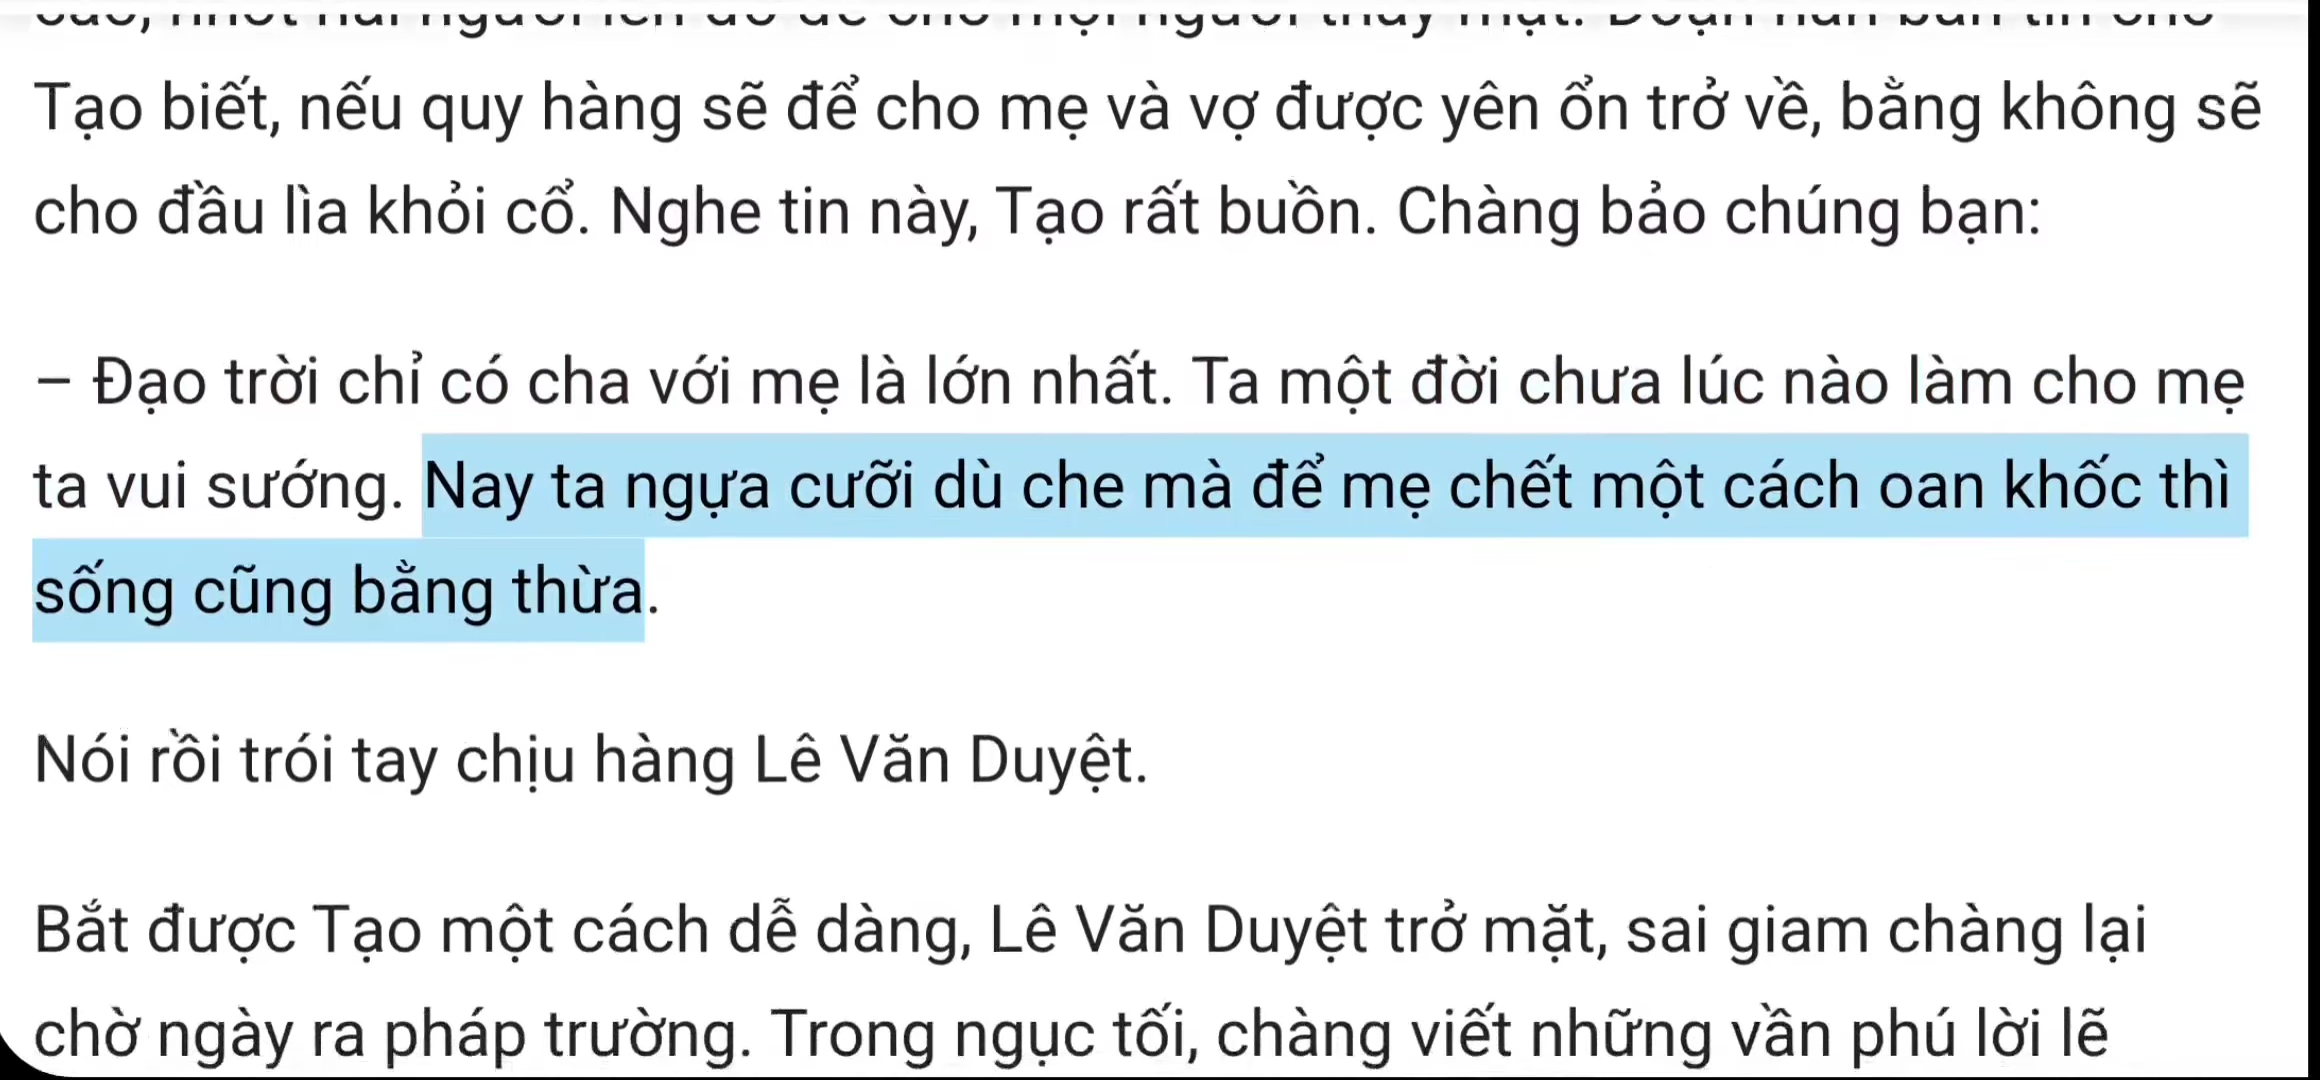 Tạo biết, nếu quy hàng sẽ để cho mẹ và vợ được yên ổn trở về, bằng không sẽ
cho đầu lìa khỏi cổ. Nghe tin này, Tạo rất buồn. Chàng bảo chúng bạn:
– Đạo trời chỉ có cha với mẹ là lớn nhất. Ta một đời chưa lúc nào làm cho mẹ
ta vui sướng. Nay ta ngựa cưỡi dù che mà để mẹ chết một cách oan khốc thì
sống cũng bằng thừa.
Nói rồi trói tay chịu hàng Lê Văn Duyệt.
Bắt được Tạo một cách dễ dàng, Lê Văn Duyệt trở mặt, sai giam chàng lại
chờ ngày ra pháp trường. Trong ngục tối, chàng viết những vần phú lời lẽ